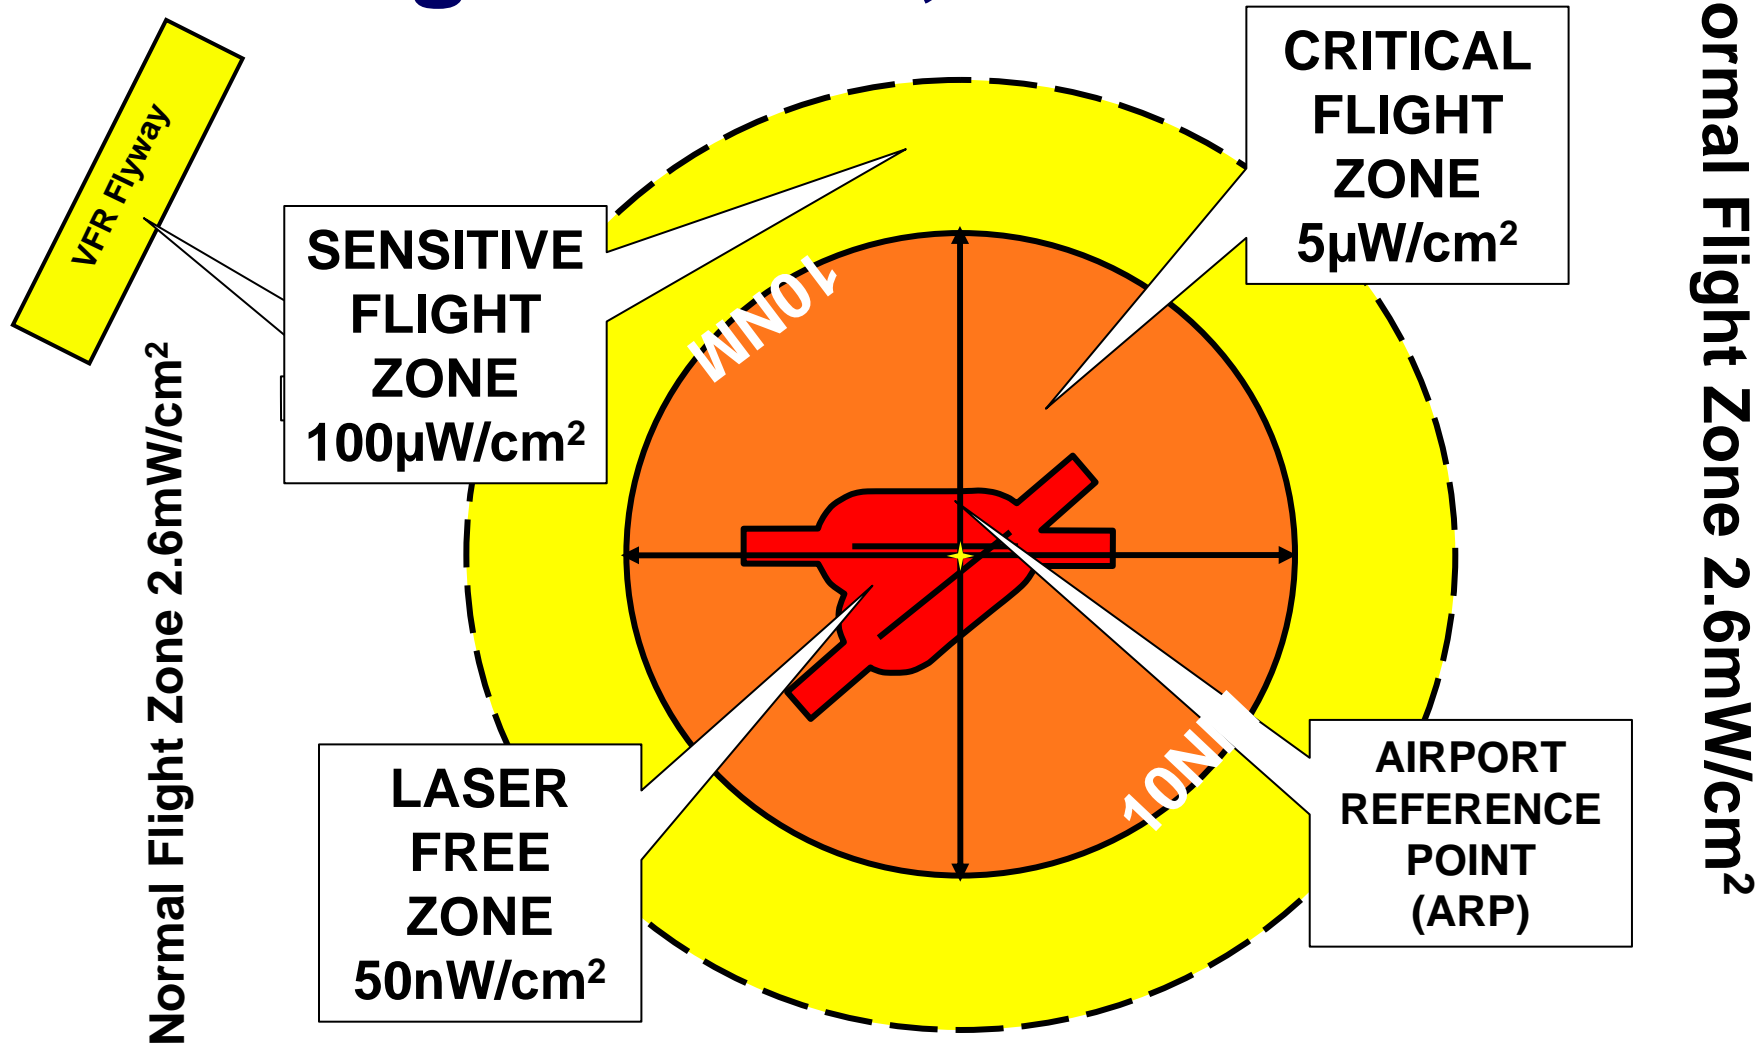 VFR Flyway
SENSITIVE
FLIGHT
ZONE
100µW/cm²
CRITICAL
FLIGHT
ZONE
5µW/cm²
10NM
Normal Flight Zone 2.6mW/cm²
ormal Flight Zone 2.6mW/cm²
LASER
FREE
ZONE
50nW/cm²
10N
AIRPORT
REFERENCE
POINT
(ARP)